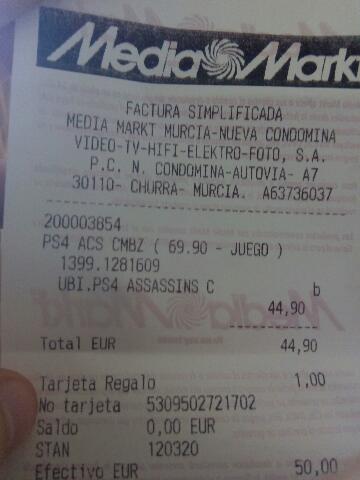 Media Markt
FACTURA SIMPLIFICADA
MEDIA MARKT MURCIA-NUEVA CONDOMINA
VIDEO-TV-HIFI-ELEKTRO-FOTO, S.A.
P.C. N. CONDOMINA-AUTOVIA- A7
30110- CHURRA- MURCIA. A63736037
200003854
PS4 ACS CMBZ ( 69.90 - JUEGO )
1399.1281609
UBI.PS4 ASSASSINS C b
44,90
Total EUR 44,90
Tarjeta Regalo 1,00
No tarjeta 5309502721702
Saldo 0,00 EUR
STAN 120320
Efectivo EUR 50,00